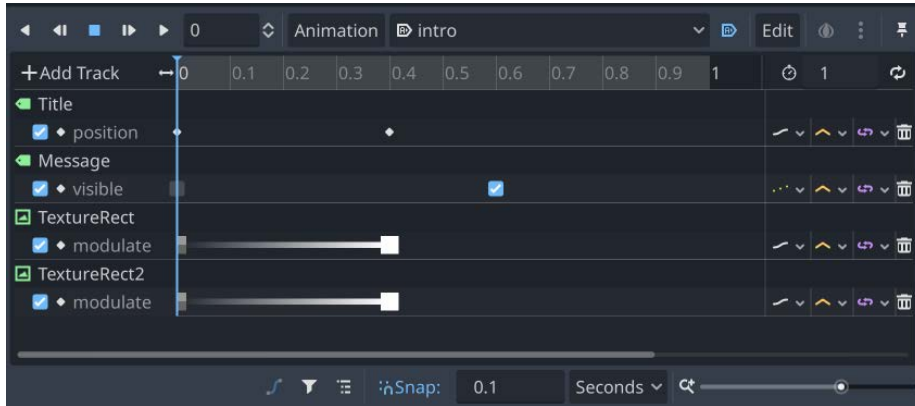 0 Animation intro Edit
Add Track 0 0.1 0.2 0.3 0.4 0.5 0.6 0.7 0.8 0.9 1 1
Title
position
Message
visible
TextureRect
modulate
TextureRect2
modulate
Snap: 0.1 Seconds